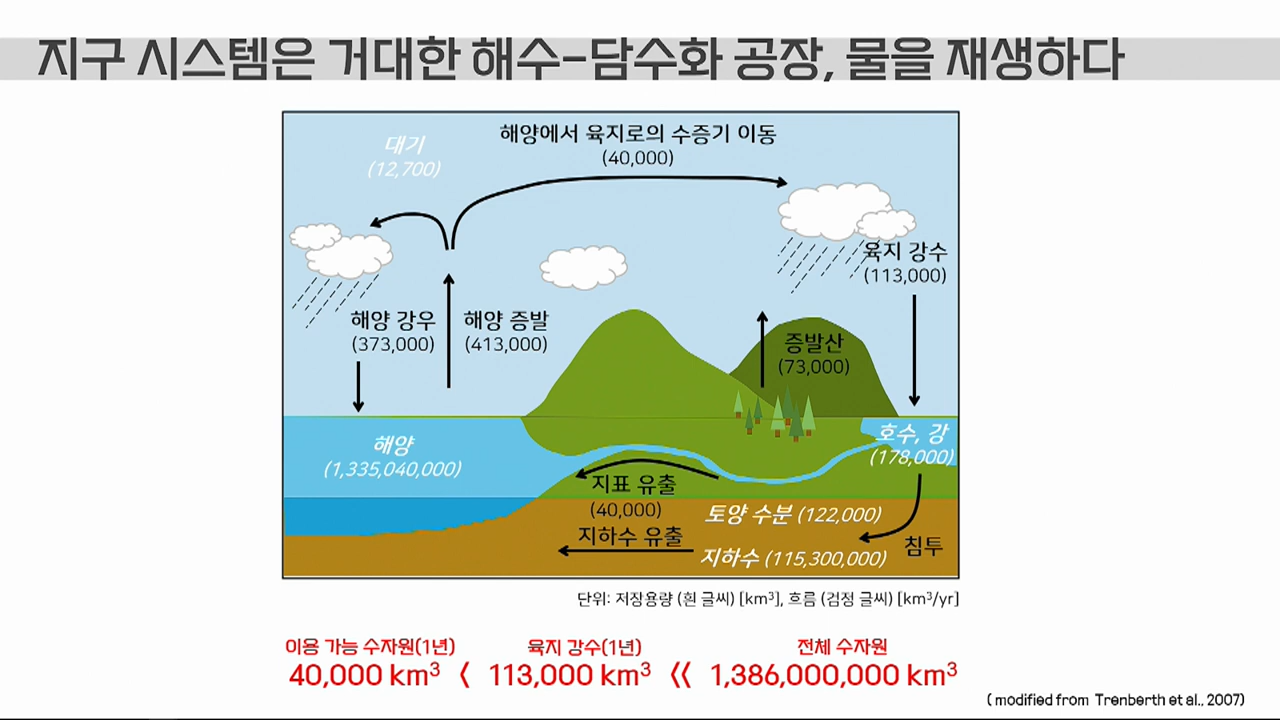 지구 시스템은 거대한 해수-담수화 공장, 물을 재생하다
대기
(12,700)
해양에서 육지로의 수증기 이동
(40,000)
육지 강수
(113,000)
해양 강우
(373,000)
해양 증발
(413,000)
증발산
(73,000)
해양
(1,335,040,000)
호수, 강
(178,000)
지표 유출
(40,000)
지하수 유출
토양 수분 (122,000)
지하수 (115,300,000)
침투
단위: 저장용량 (흰 글씨) [km³], 흐름 (검정 글씨) [km³/yr]
이용 가능 수자원(1년) 육지 강수(1년) 전체 수자원
40,000 km³ < 113,000 km³ << 1,386,000,000 km³
( modified from Trenberth et al., 2007)